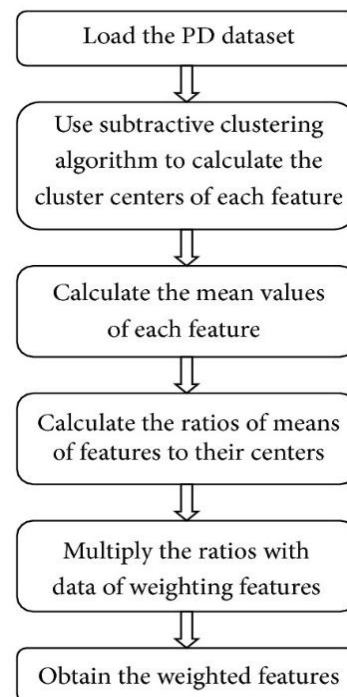 Load the PD dataset
Use subtractive clustering
algorithm to calculate the
cluster centers of each feature
Calculate the mean values
of each feature
Calculate the ratios of means
of features to their centers
Multiply the ratios with
data of weighting features
Obtain the weighted features